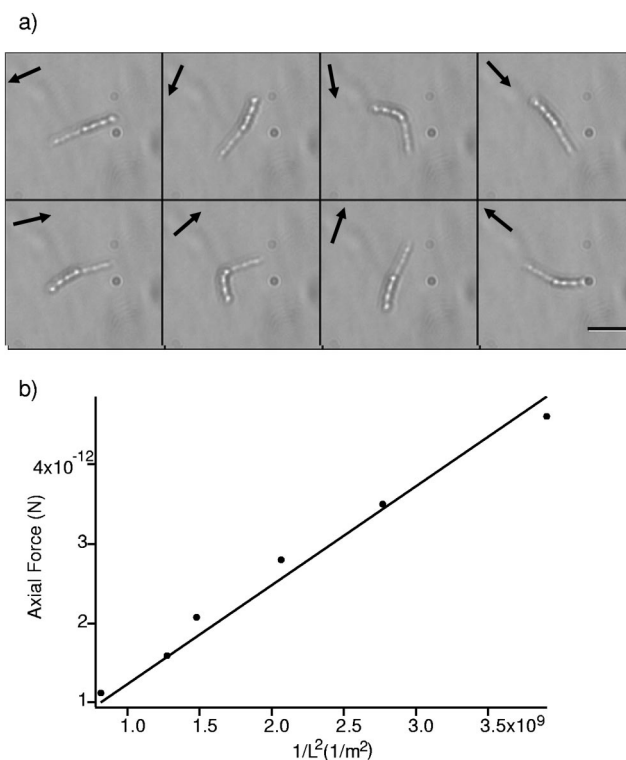 a)
b)
4x10⁻¹²
3
2
1
Axial Force (N)
1.0 1.5 2.0 2.5 3.0 3.5x10⁹
1/L²(1/m²)